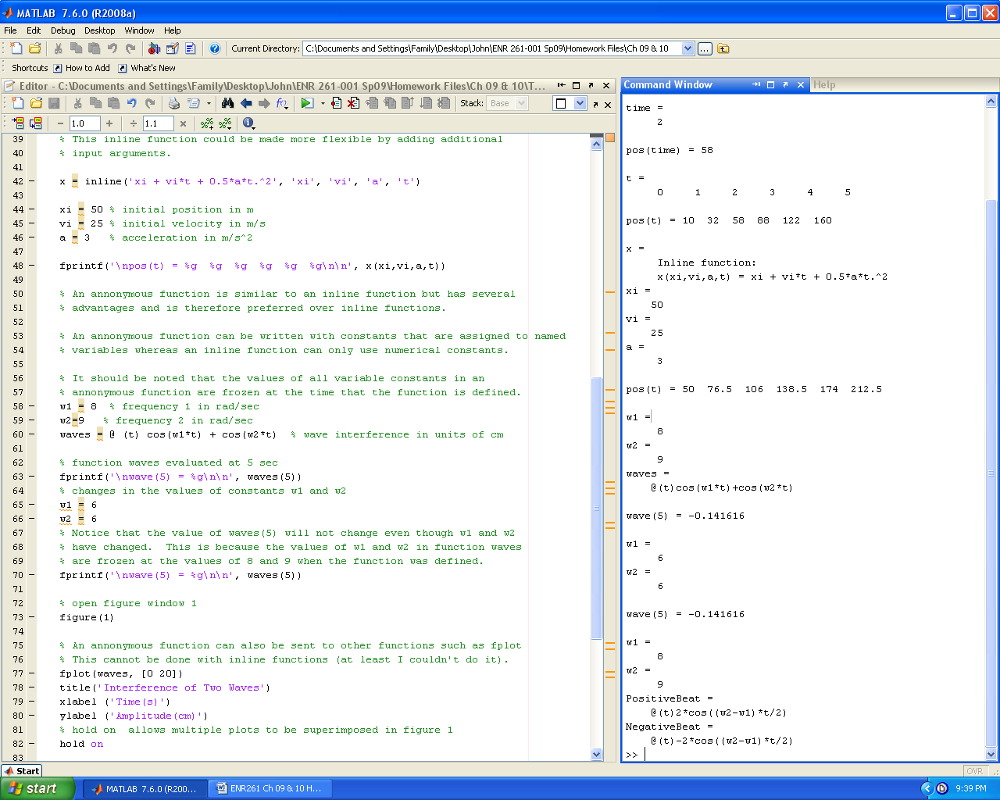 MATLAB 7.6.0 (R2008a)
File Edit Debug Desktop Window Help
Current Directory: C:\Documents and Settings\Family\Desktop\John\ENR 261-001 Sp09\Homework Files\Ch 09 & 10 ...
Shortcuts How to Add What's New
Editor - C:\Documents and Settings\Family\Desktop\John\ENR 261-001 Sp09\Homework Files\Ch 09 & 10\T...
Stack: Base
− 1.0 + ÷ 1.1 ×
39 % This inline function could be made more flexible by adding additional
40 % input arguments.
41
42 − x = inline('xi + vi*t + 0.5*a*t.^2', 'xi', 'vi', 'a', 't')
43
44 − xi = 50 % initial position in m
45 − vi = 25 % initial velocity in m/s
46 − a = 3 % acceleration in m/s^2
47
48 − fprintf('\npos(t) = %g %g %g %g %g %g\n\n', x(xi,vi,a,t))
49
50 % An annonymous function is similar to an inline function but has several
51 % advantages and is therefore preferred over inline functions.
52
53 % An annonymous function can be written with constants that are assigned to named
54 % variables whereas an inline function can only use numerical constants.
55
56 % It should be noted that the values of all variable constants in an
57 % annonymous function are frozen at the time that the function is defined.
58 − w1 = 8 % frequency 1 in rad/sec
59 − w2=9 % frequency 2 in rad/sec
60 − waves = @ (t) cos(w1*t) + cos(w2*t) % wave interference in units of cm
61
62 % function waves evaluated at 5 sec
63 − fprintf('\nwave(5) = %g\n\n', waves(5))
64 % changes in the values of constants w1 and w2
65 − w1 = 6
66 − w2 = 6
67 % Notice that the value of waves(5) will not change even though w1 and w2
68 % have changed. This is because the values of w1 and w2 in function waves
69 % are frozen at the values of 8 and 9 when the function was defined.
70 − fprintf('\nwave(5) = %g\n\n', waves(5))
71
72 % open figure window 1
73 − figure(1)
74
75 % An annonymous function can also be sent to other functions such as fplot
76 % This cannot be done with inline functions (at least I couldn't do it).
77 − fplot(waves, [0 20])
78 − title('Interference of Two Waves')
79 − xlabel ('Time(s)')
80 − ylabel ('Amplitude(cm)')
81 % hold on allows multiple plots to be superimposed in figure 1
82 − hold on
83
Command Window Help
time =
2
pos(time) = 58
t =
0 1 2 3 4 5
pos(t) = 10 32 58 88 122 160
x =
Inline function:
x(xi,vi,a,t) = xi + vi*t + 0.5*a*t.^2
xi =
50
vi =
25
a =
3
pos(t) = 50 76.5 106 138.5 174 212.5
w1 =
8
w2 =
9
waves =
@(t)cos(w1*t)+cos(w2*t)
wave(5) = -0.141616
w1 =
6
w2 =
6
wave(5) = -0.141616
w1 =
8
w2 =
9
PositiveBeat =
@(t)2*cos((w2-w1)*t/2)
NegativeBeat =
@(t)-2*cos((w2-w1)*t/2)
>>
Start OVR
start MATLAB 7.6.0 (R200... ENR261 Ch 09 & 10 H... 9:39 PM